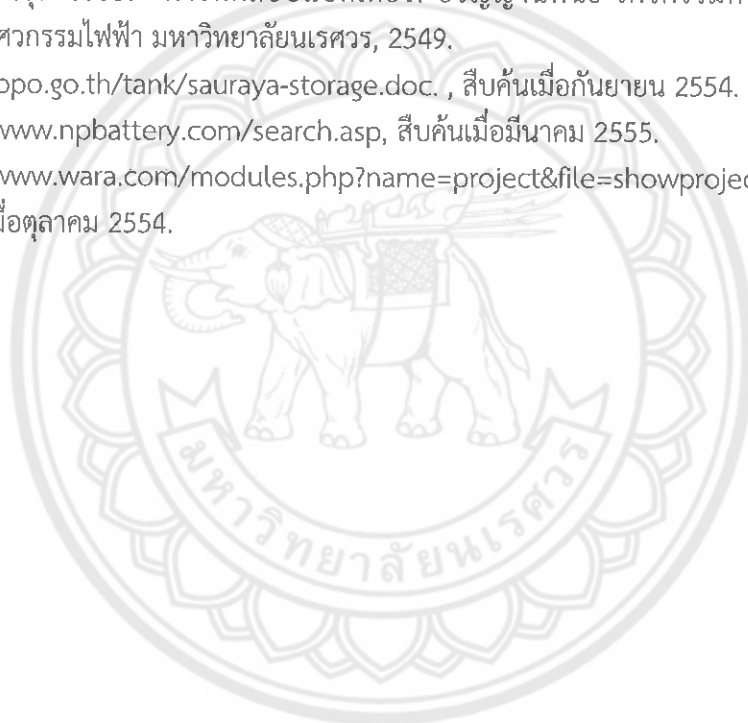 ศวกรรมไฟฟ้า มหาวิทยาลัยนเรศวร, 2549.
ppo.go.th/tank/sauraya-storage.doc. , สืบค้นเมื่อกันยายน 2554.
www.npbattery.com/search.asp, สืบค้นเมื่อมีนาคม 2555.
www.wara.com/modules.php?name=project&file=showprojec
มื่อตุลาคม 2554.
มหาวิทยาลัยนเรศวร